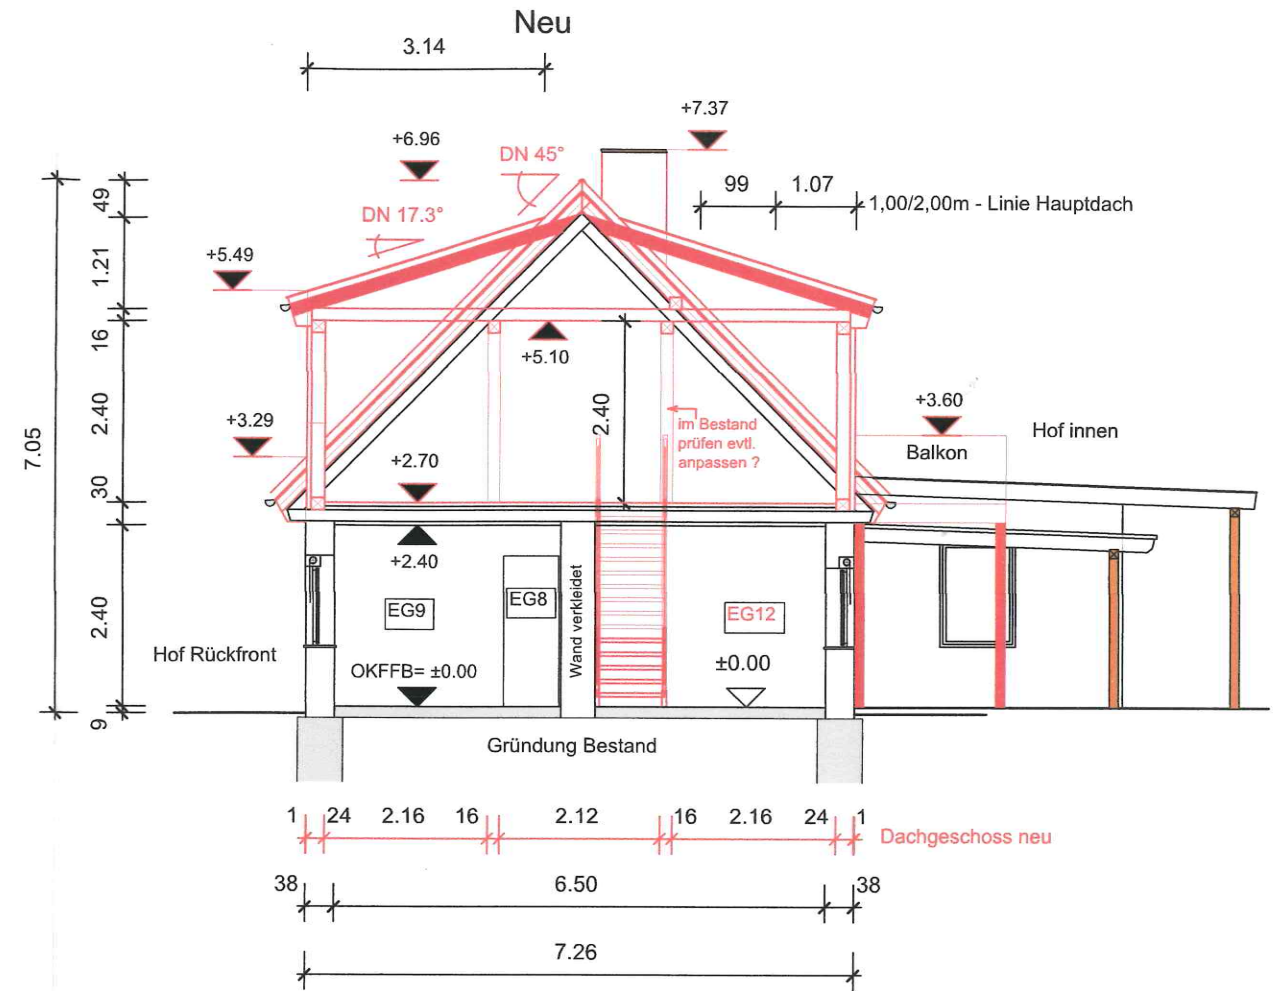 Neu
3.14
+7.37
+6.96
DN 45°
99
1.07
1,00/2,00m - Linie Hauptdach
49
DN 17.3°
+5.49
1.21
16
+5.10
2.40
2.40
+3.29
+3.60
im Bestand
prüfen evtl.
anpassen ?
Hof innen
Balkon
7.05
+2.70
30
+2.40
EG9
EG8
Wand verkleidet
EG12
2.40
Hof Rückfront
OKFFB= ±0.00
±0.00
9
Gründung Bestand
1
24
2.16
16
2.12
16
2.16
24
1
Dachgeschoss neu
38
6.50
38
7.26